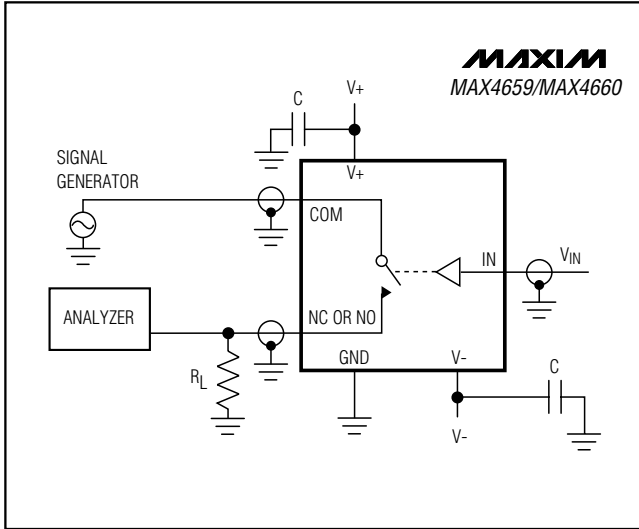 MAXIM
MAX4659/MAX4660
V+
C
V+
SIGNAL
GENERATOR
COM
IN
VIN
ANALYZER
NC OR NO
RL
GND
V-
C
V-